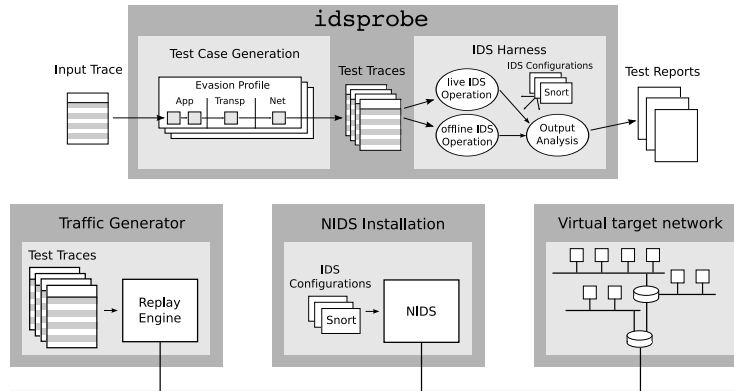 idsprobe
Test Case Generation
IDS Harness
Input Trace
Evasion Profile
App
Transp
Net
Test Traces
live IDS
Operation
offline IDS
Operation
IDS Configurations
Snort
Output
Analysis
Test Reports
Traffic Generator
Test Traces
Replay
Engine
NIDS Installation
IDS
Configurations
Snort
NIDS
Virtual target network